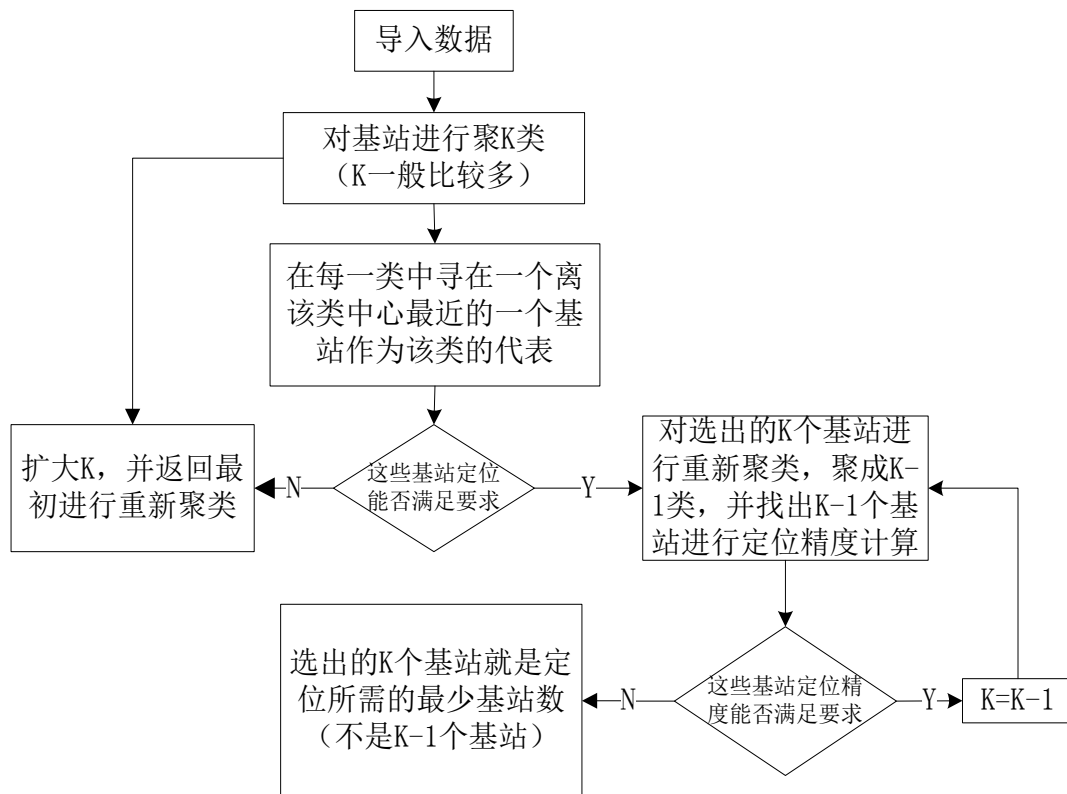 导入数据
对基站进行聚K类
（K一般比较多）
在每一类中寻在一个离
该类中心最近的一个基
站作为该类的代表
扩大K，并返回最
初进行重新聚类
N
这些基站定位
能否满足要求
Y
对选出的K个基站进
行重新聚类，聚成K-
1类，并找出K-1个基
站进行定位精度计算
选出的K个基站就是定
位所需的最少基站数
（不是K-1个基站）
N
这些基站定位精
度能否满足要求
Y
K=K-1